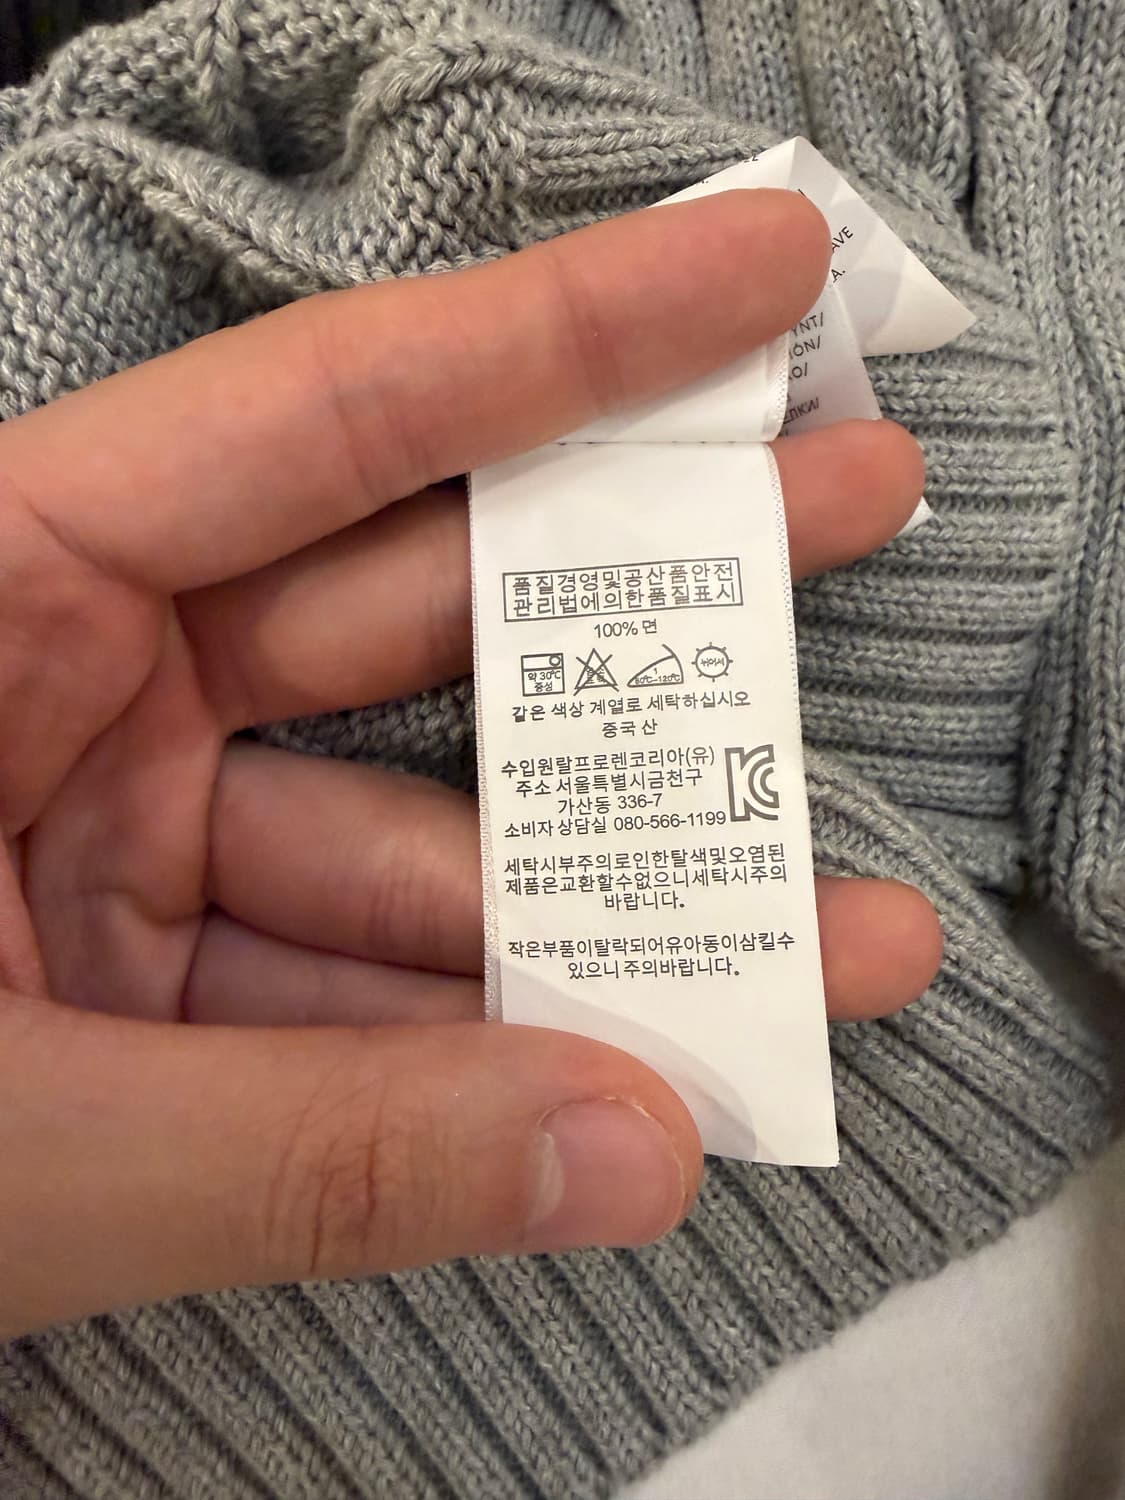 AVE
A.
YNT/
IÓN/
ЕЛКИ/
품질경영및공산품안전
관리법에의한품질표시
100% 면
약 30℃
중성
1
80℃-120℃
뉘어서
같은 색상 계열로 세탁하십시오
중국 산
수입원랄프로렌코리아(유)
주소 서울특별시금천구
가산동 336-7
소비자 상담실 080-566-1199
세탁시부주의로인한탈색및오염된
제품은교환할수없으니세탁시주의
바랍니다.
작은부품이탈락되어유아동이삼킬수
있으니 주의바랍니다.